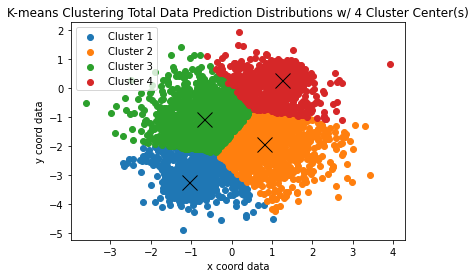 K-means Clustering Total Data Prediction Distributions w/ 4 Cluster Center(s)
Cluster 1
Cluster 2
Cluster 3
Cluster 4
y coord data
2
1
0
−1
−2
−3
−4
−5
−3 −2 −1 0 1 2 3 4
x coord data